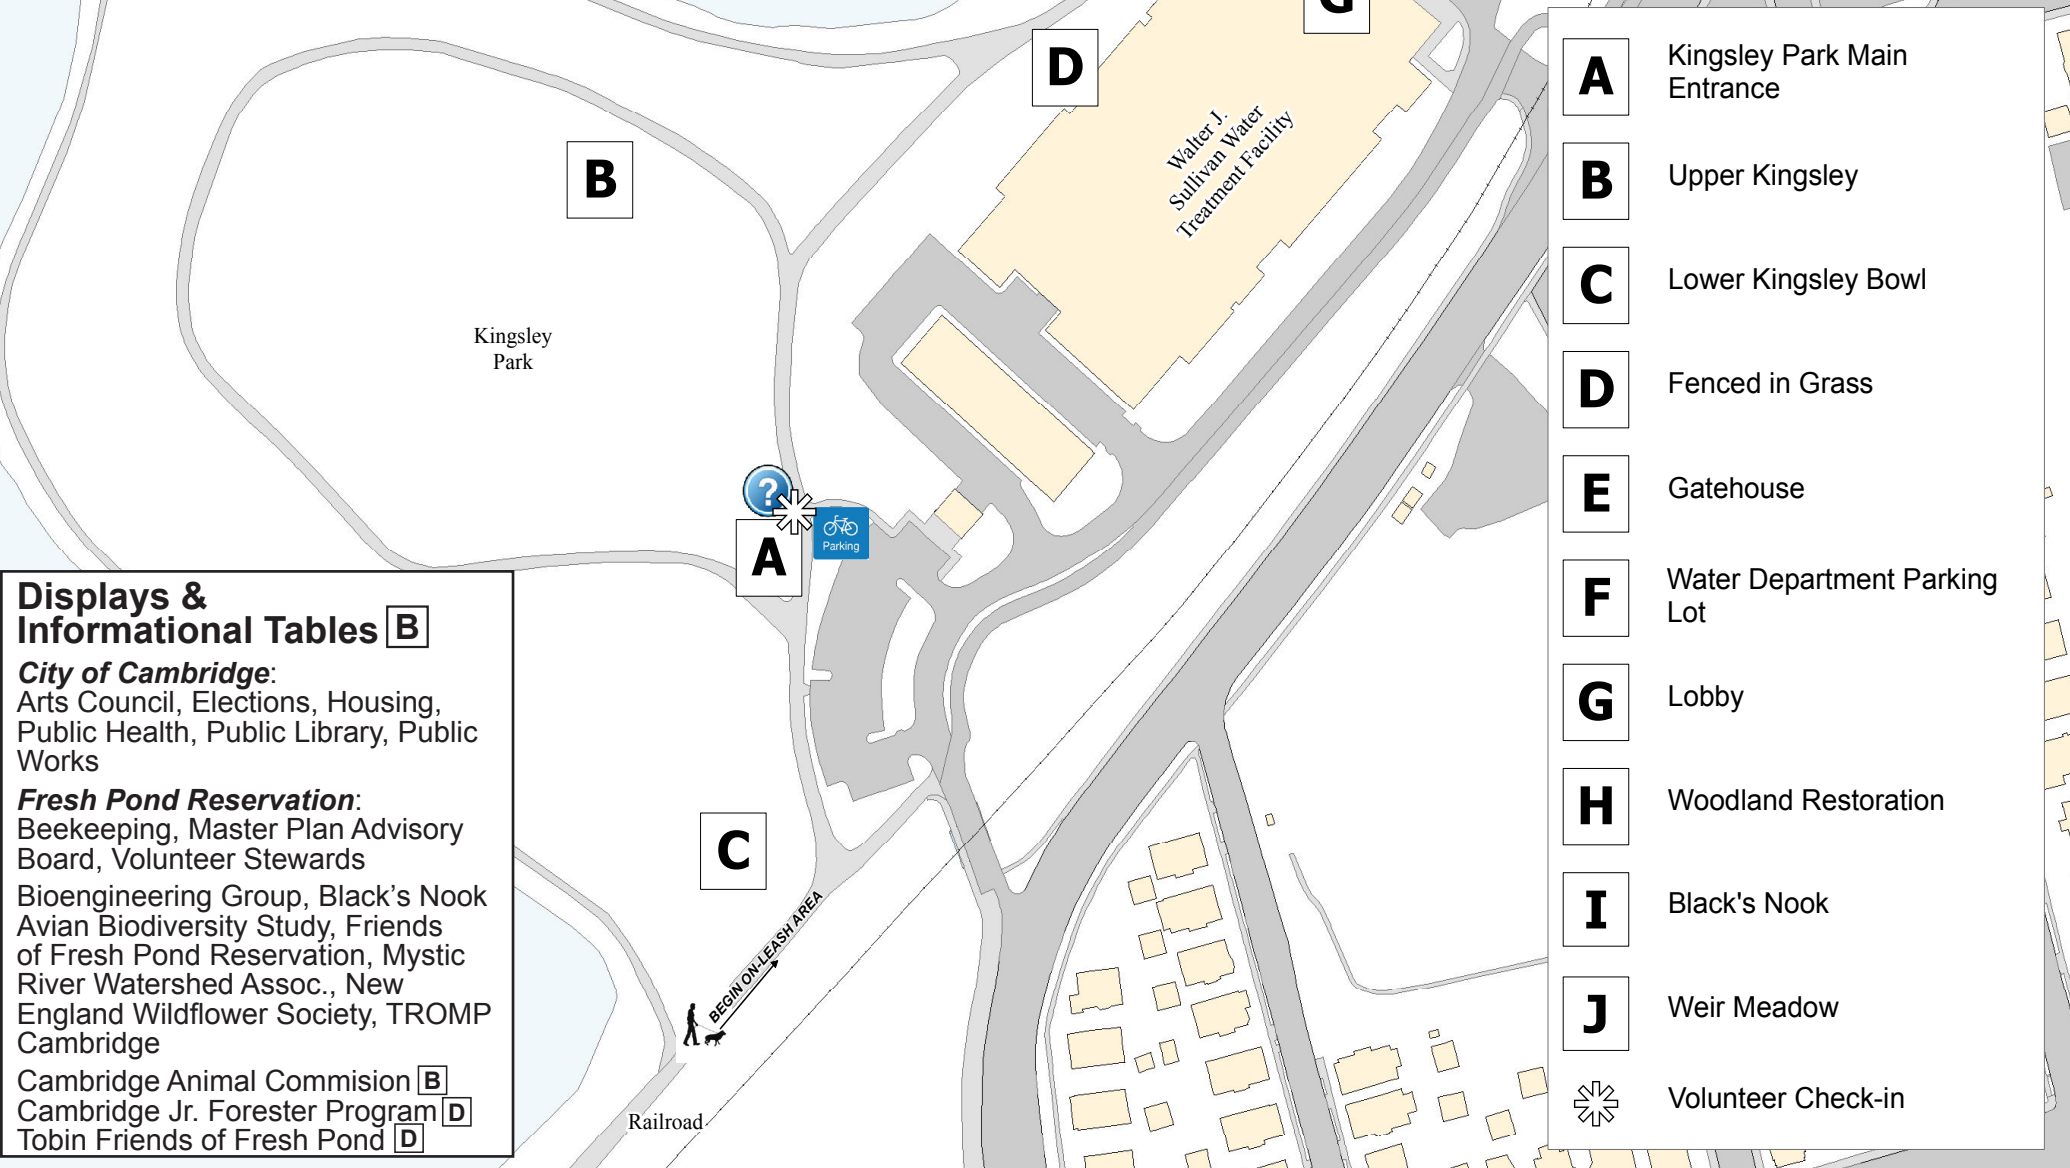 G
D
Walter J.
Sullivan Water
Treatment Facility
B
Kingsley
Park
?
A
Parking
C
BEGIN ON-LEASH AREA
Railroad
Displays &
Informational Tables B
City of Cambridge:
Arts Council, Elections, Housing,
Public Health, Public Library, Public
Works
Fresh Pond Reservation:
Beekeeping, Master Plan Advisory
Board, Volunteer Stewards
Bioengineering Group, Black’s Nook
Avian Biodiversity Study, Friends
of Fresh Pond Reservation, Mystic
River Watershed Assoc., New
England Wildflower Society, TROMP
Cambridge
Cambridge Animal Commision B
Cambridge Jr. Forester Program D
Tobin Friends of Fresh Pond D
A Kingsley Park Main
Entrance
B Upper Kingsley
C Lower Kingsley Bowl
D Fenced in Grass
E Gatehouse
F Water Department Parking
Lot
G Lobby
H Woodland Restoration
I Black's Nook
J Weir Meadow
Volunteer Check-in